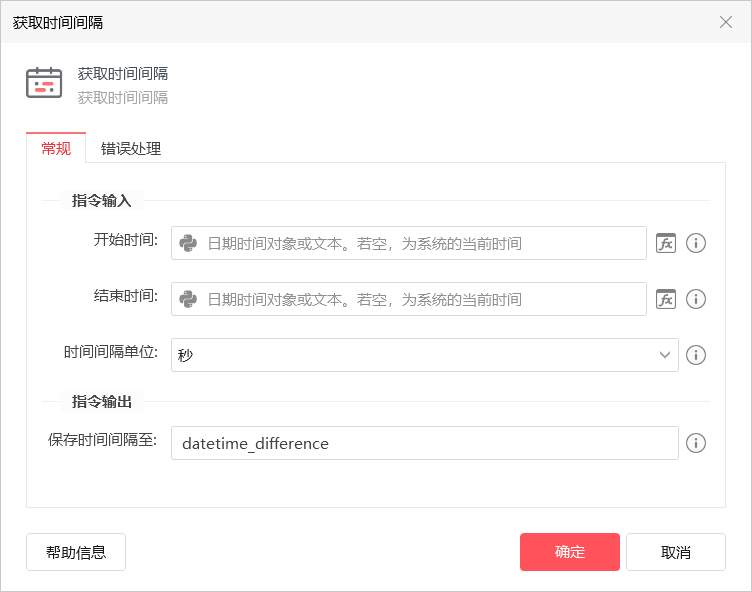 获取时间间隔
获取时间间隔
获取时间间隔
常规 错误处理
指令输入
开始时间: 日期时间对象或文本。若空，为系统的当前时间 fx
结束时间: 日期时间对象或文本。若空，为系统的当前时间 fx
时间间隔单位: 秒
指令输出
保存时间间隔至: datetime_difference
帮助信息 确定 取消